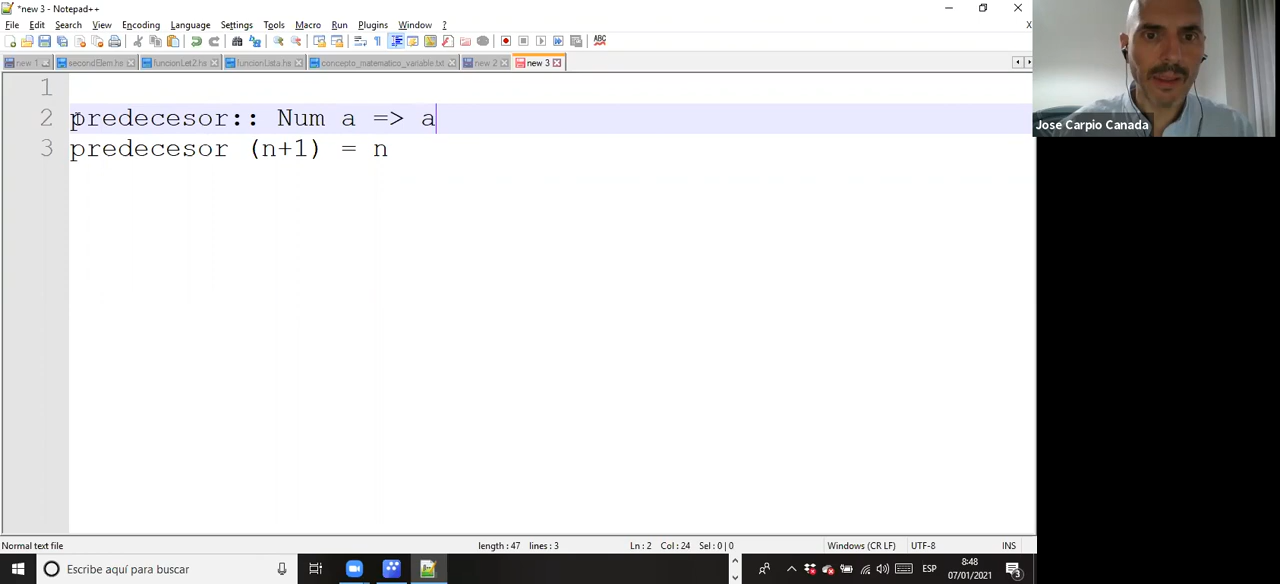 *new 3 - Notepad++
File Edit Search View Encoding Language Settings Tools Macro Run Plugins Window ?
X
ABC
new 1 secondElem.hs funcionLet2.hs funcionLista.hs concepto_matematico_variable.txt new 2 new 3
1
2 predecesor:: Num a => a
3 predecesor (n+1) = n
Jose Carpio Canada
Normal text file length : 47 lines : 3 Ln : 2 Col : 24 Sel : 0 | 0 Windows (CR LF) UTF-8 INS
Escribe aquí para buscar
ESP
8:48
07/01/2021
3